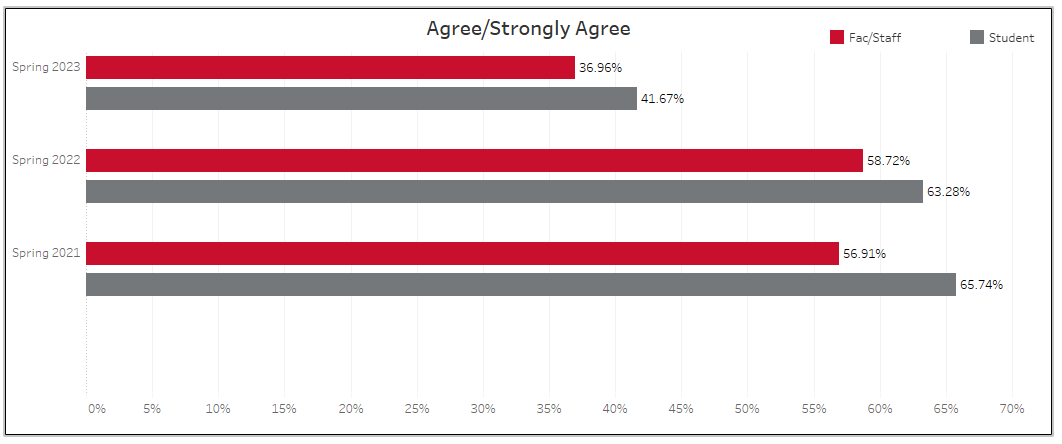 Agree/Strongly Agree
Fac/Staff
Student
Spring 2023
36.96%
41.67%
Spring 2022
58.72%
63.28%
Spring 2021
56.91%
65.74%
0% 5% 10% 15% 20% 25% 30% 35% 40% 45% 50% 55% 60% 65% 70%